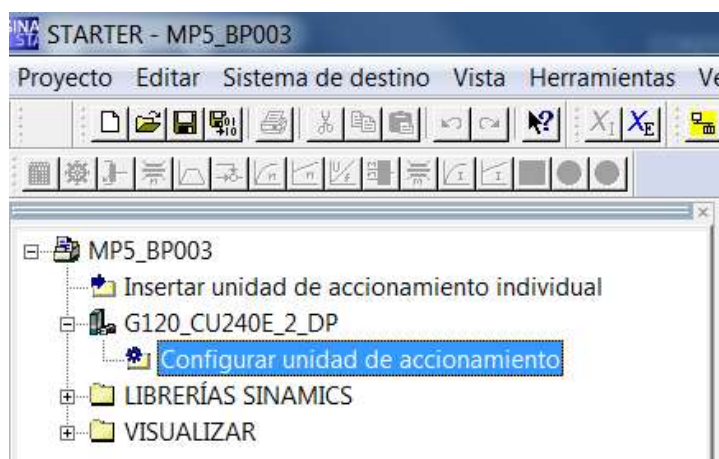 STARTER - MP5_BP003
Proyecto Editar Sistema de destino Vista Herramientas
MP5_BP003
Insertar unidad de accionamiento individual
G120_CU240E_2_DP
Configurar unidad de accionamiento
LIBRERÍAS SINAMICS
VISUALIZAR